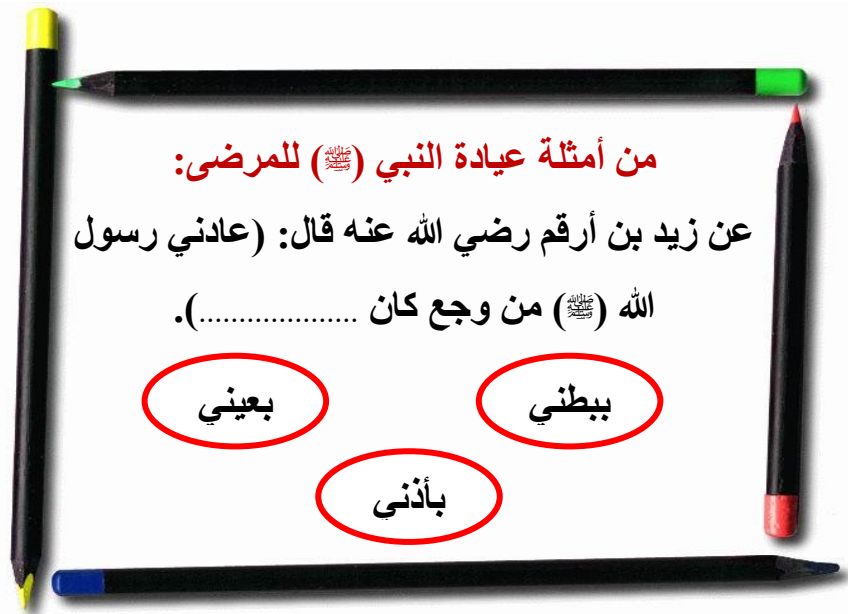 من أمثلة عيادة النبي (ﷺ) للمرضى:
عن زيد بن أرقم رضي الله عنه قال: (عادني رسول
الله (ﷺ) من وجع كان ....................).
ببطني
بعيني
بأذني